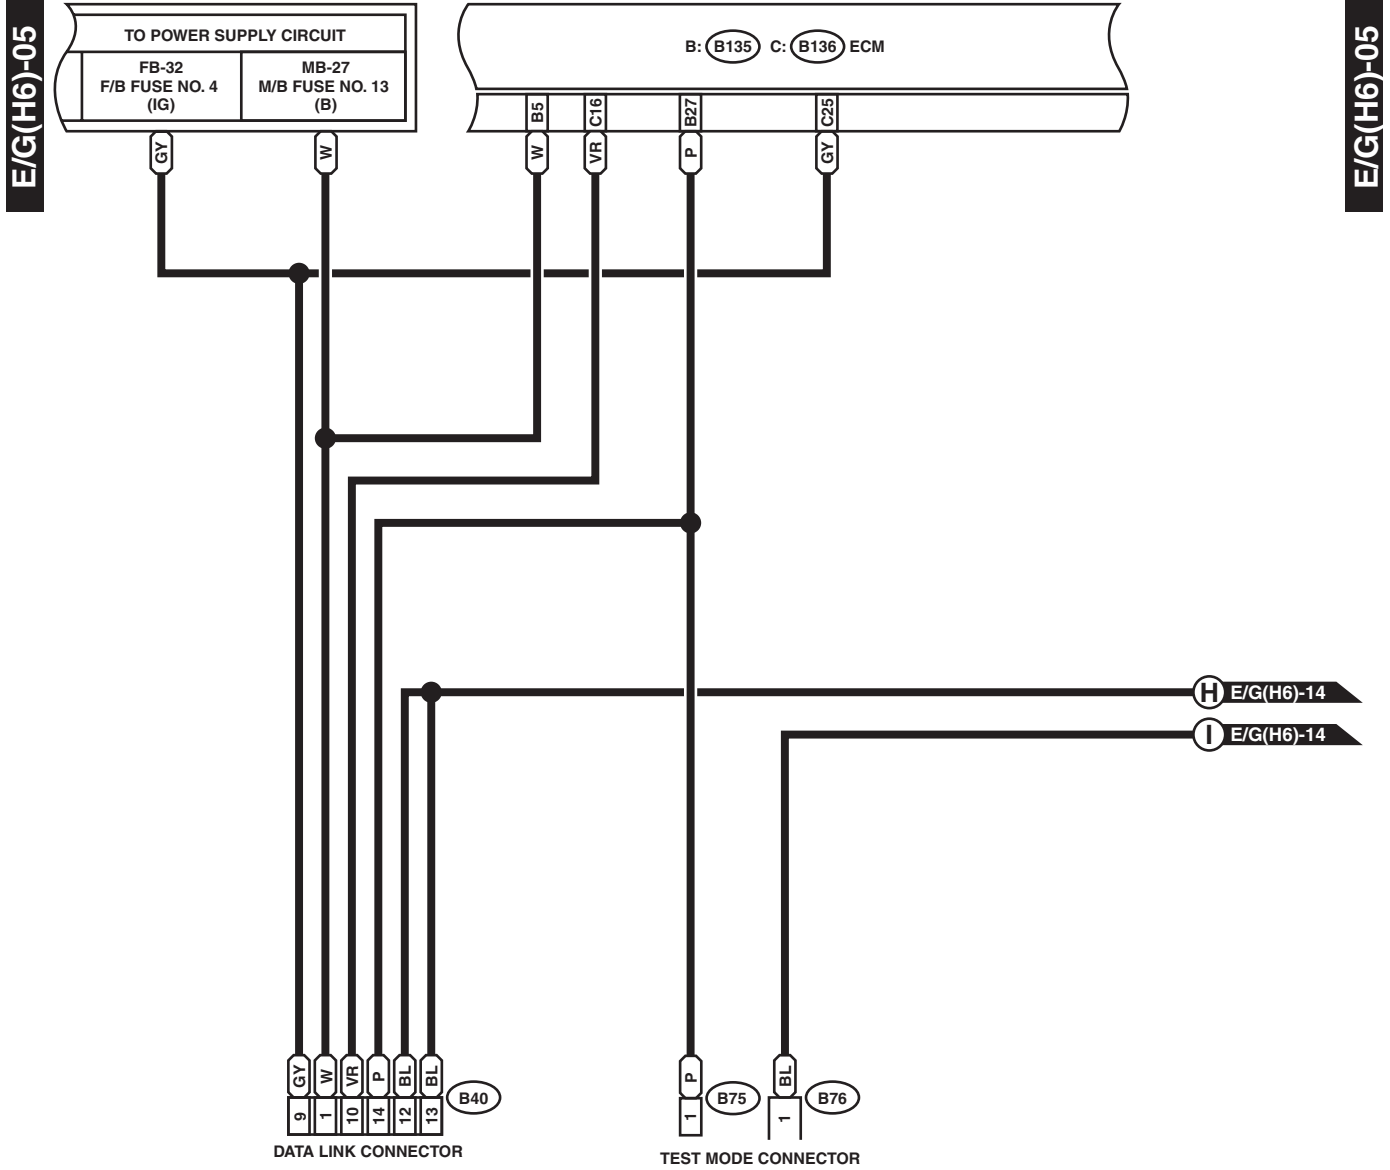 E/G(H6)-05
E/G(H6)-05
TO POWER SUPPLY CIRCUIT
FB-32
F/B FUSE NO. 4
(IG)
MB-27
M/B FUSE NO. 13
(B)
B: B135 C: B136 ECM
B5
C16
B27
C25
GY
W
W
VR
P
GY
H E/G(H6)-14
I E/G(H6)-14
GY
W
VR
P
BL
BL
9
1
10
14
12
13
B40
DATA LINK CONNECTOR
P
1
B75
BL
1
B76
TEST MODE CONNECTOR